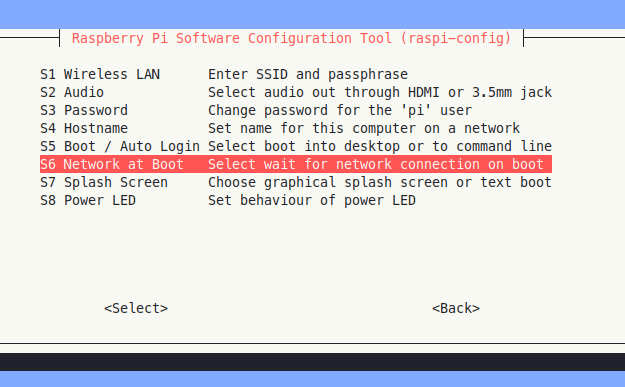 Raspberry Pi Software Configuration Tool (raspi-config)
S1 Wireless LAN Enter SSID and passphrase
S2 Audio Select audio out through HDMI or 3.5mm jack
S3 Password Change password for the 'pi' user
S4 Hostname Set name for this computer on a network
S5 Boot / Auto Login Select boot into desktop or to command line
S6 Network at Boot Select wait for network connection on boot
S7 Splash Screen Choose graphical splash screen or text boot
S8 Power LED Set behaviour of power LED
<Select> <Back>